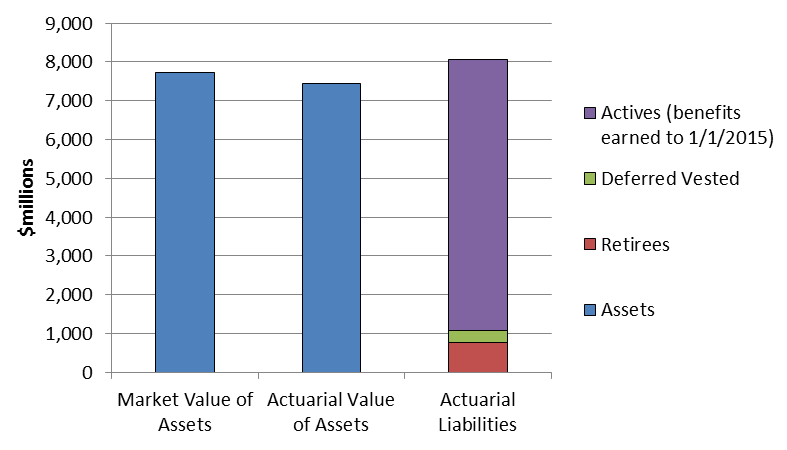 9,000
8,000
7,000
6,000
5,000
4,000
3,000
2,000
1,000
0
$millions
Market Value of
Assets
Actuarial Value
of Assets
Actuarial
Liabilities
Actives (benefits
earned to 1/1/2015)
Deferred Vested
Retirees
Assets